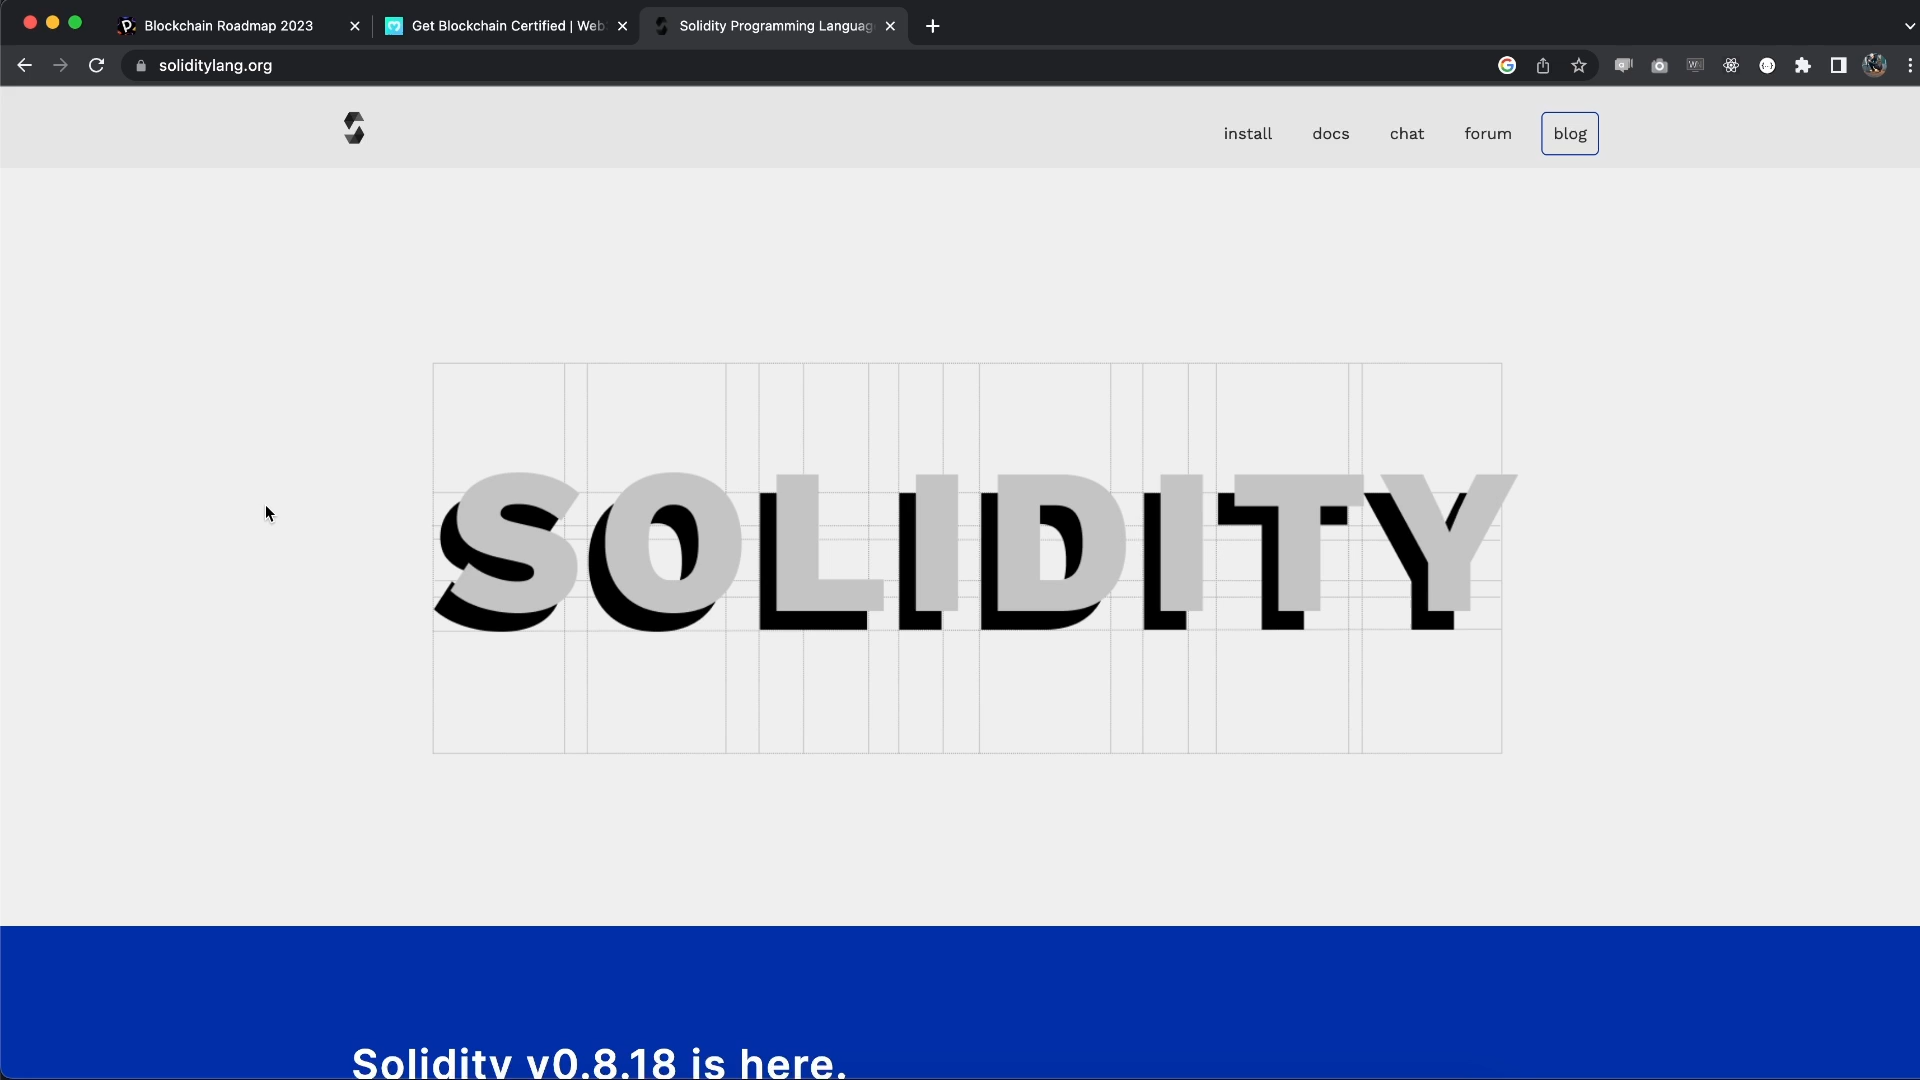 Blockchain Roadmap 2023
Get Blockchain Certified | Web
Solidity Programming Languag
soliditylang.org
install
docs
chat
forum
blog
SOLIDITY
Solidity v0.8.18 is here.